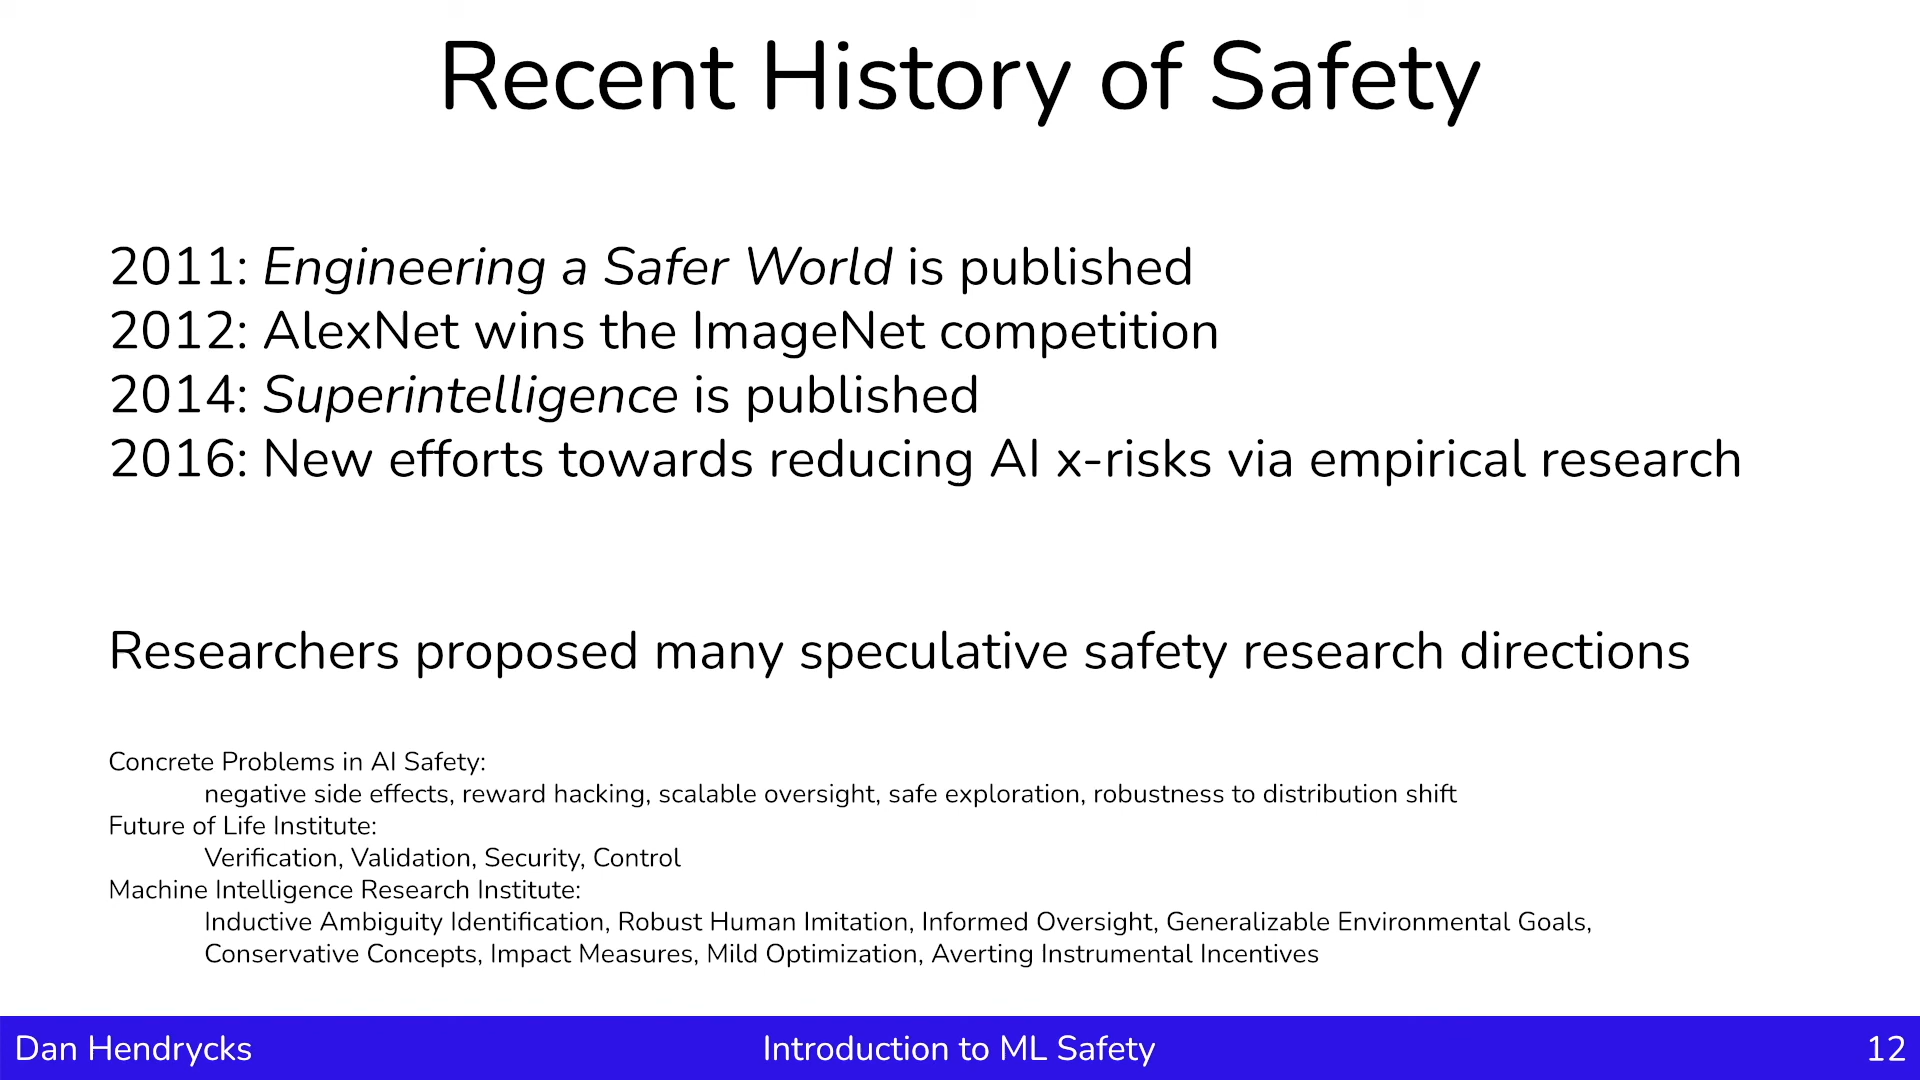 Recent History of Safety
2011: Engineering a Safer World is published
2012: AlexNet wins the ImageNet competition
2014: Superintelligence is published
2016: New efforts towards reducing AI x-risks via empirical research
Researchers proposed many speculative safety research directions
Concrete Problems in AI Safety:
negative side effects, reward hacking, scalable oversight, safe exploration, robustness to distribution shift
Future of Life Institute:
Verification, Validation, Security, Control
Machine Intelligence Research Institute:
Inductive Ambiguity Identification, Robust Human Imitation, Informed Oversight, Generalizable Environmental Goals,
Conservative Concepts, Impact Measures, Mild Optimization, Averting Instrumental Incentives
Dan Hendrycks
Introduction to ML Safety
12